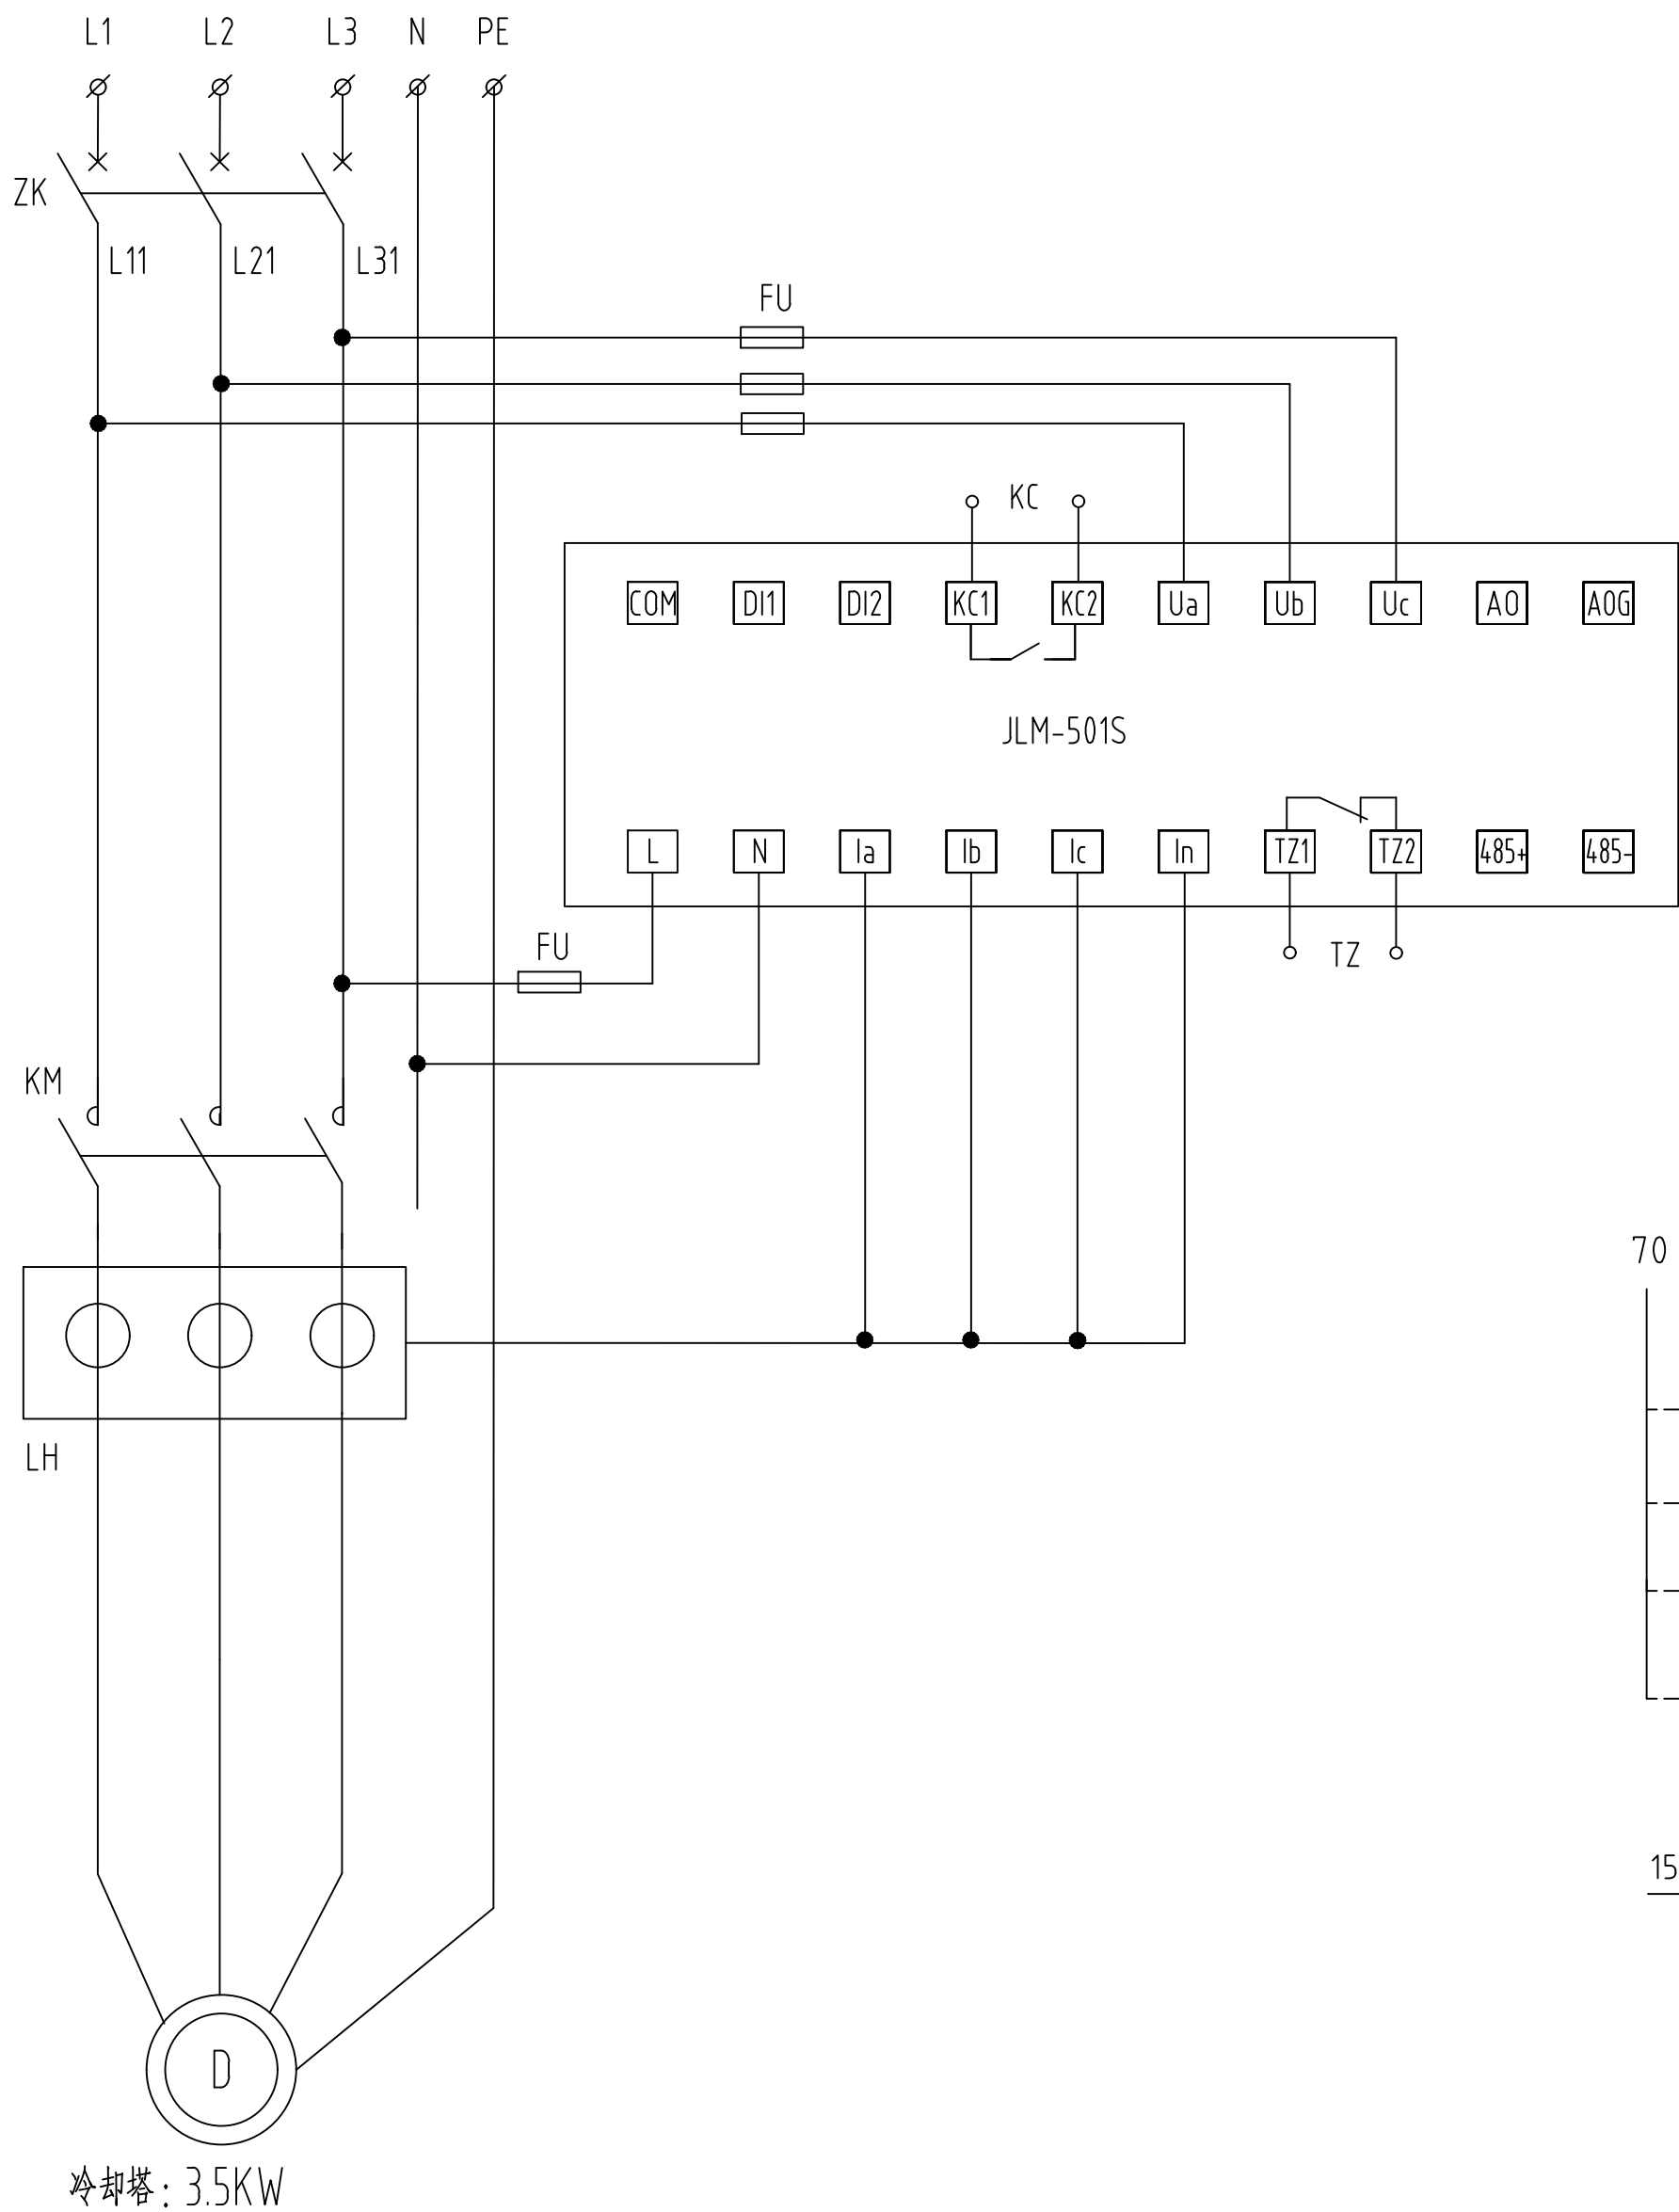 L1 L2 L3 N PE
ZK
L11 L21 L31
FU
KC
COM DI1 DI2 KC1 KC2 Ua Ub Uc AO AOG
JLM-501S
L N Ia Ib Ic In TZ1 TZ2 485+ 485-
FU
TZ
KM
70
LH
15
D
冷却塔：3.5KW